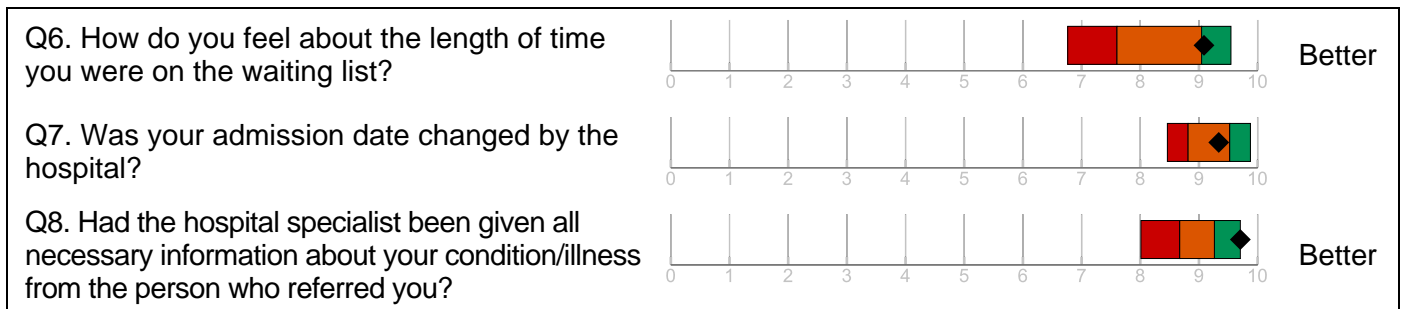 Q6. How do you feel about the length of time
you were on the waiting list?
0 1 2 3 4 5 6 7 8 9 10
Better
Q7. Was your admission date changed by the
hospital?
0 1 2 3 4 5 6 7 8 9 10
Q8. Had the hospital specialist been given all
necessary information about your condition/illness
from the person who referred you?
0 1 2 3 4 5 6 7 8 9 10
Better